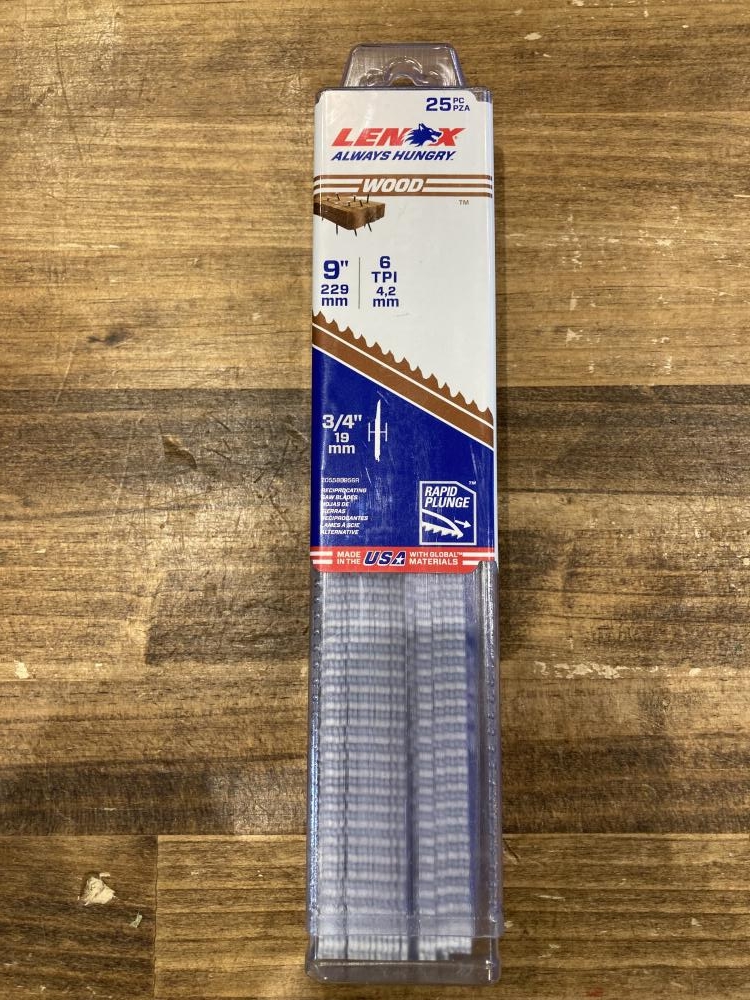 25 PC
PZA
LENOX
ALWAYS HUNGRY.
WOOD
TM
9"
229
mm
6
TPI
4,2
mm
3/4"
19
mm
RECIPROCATING
SAW BLADES
HOJAS DE
SIERRAS
RECIPROCANTES
LAMES À SCIE
ALTERNATIVE
RAPID
PLUNGE
TM
MADE
IN THE
USA
WITH GLOBAL
MATERIALS